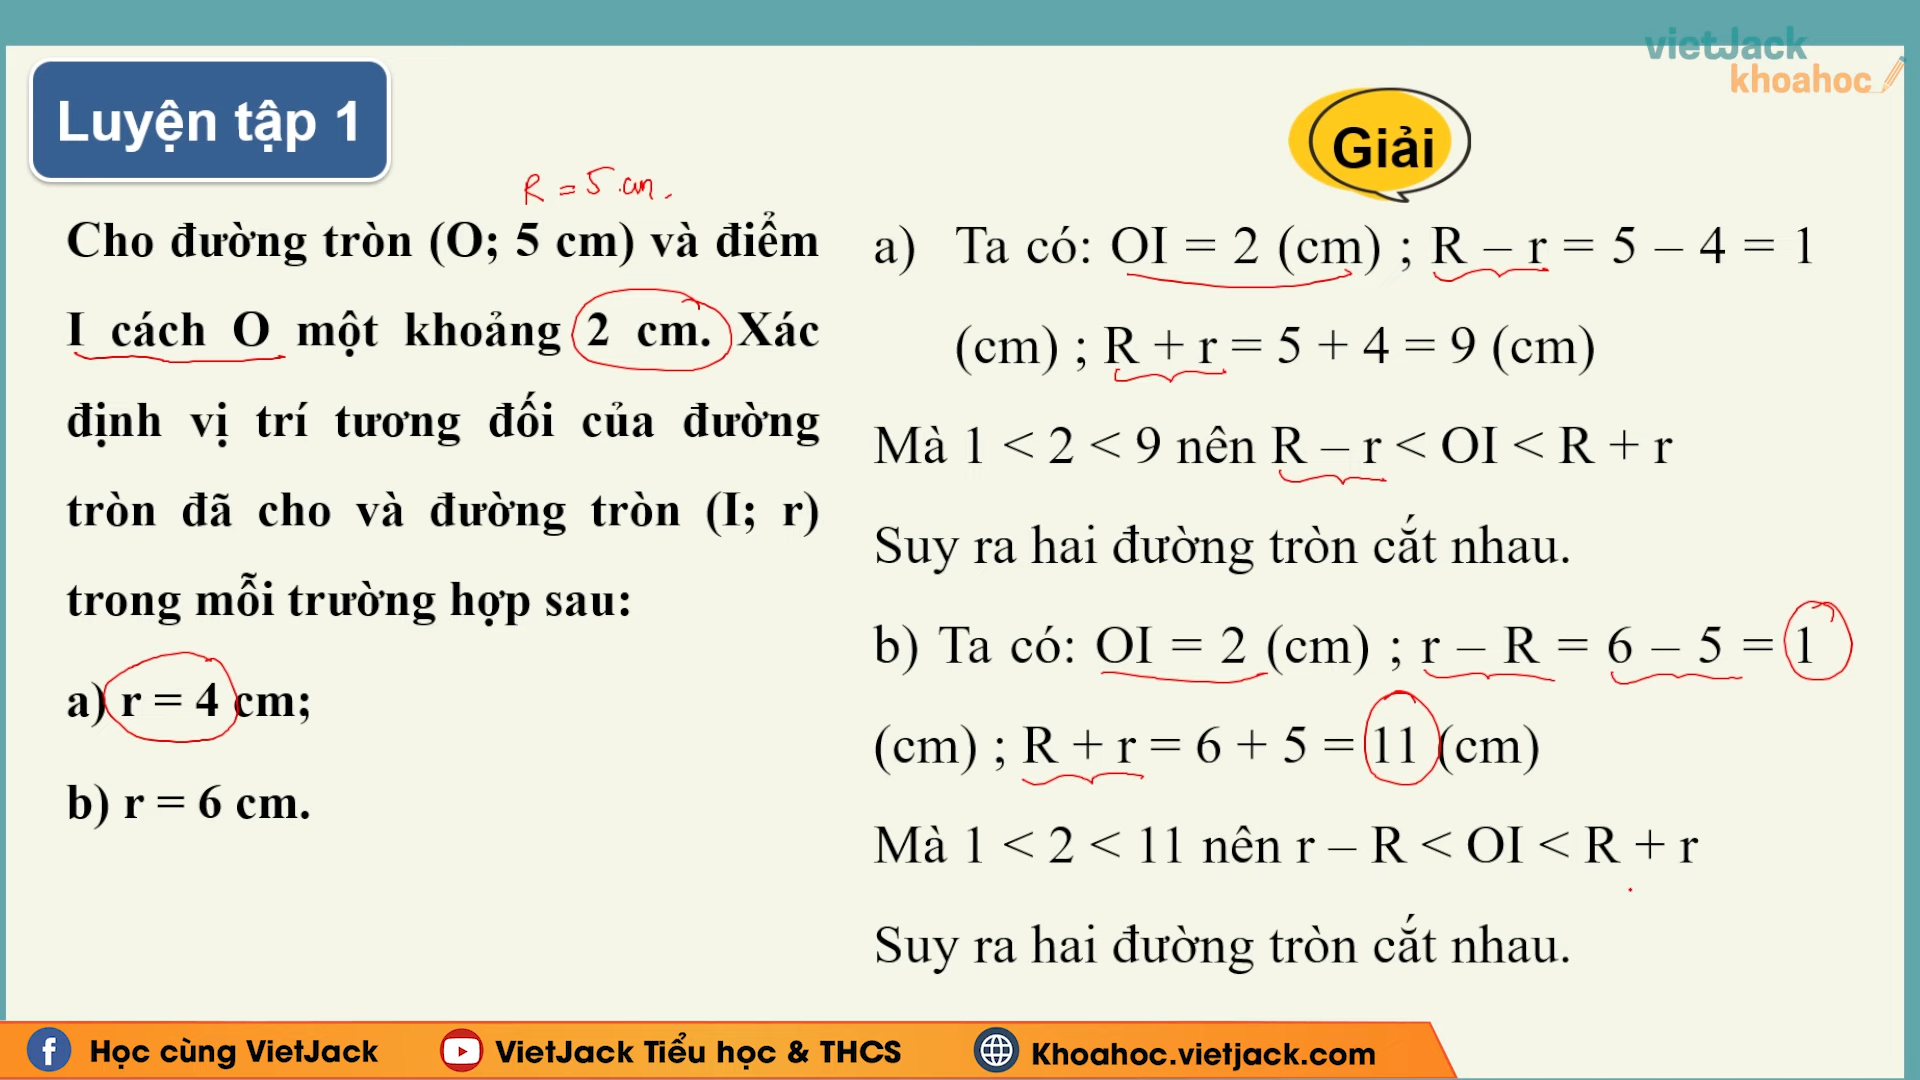 vietJack
khoahoc
Luyện tập 1
Giải
R = 5 cm.
Cho đường tròn (O; 5 cm) và điểm
I cách O một khoảng 2 cm. Xác
định vị trí tương đối của đường
tròn đã cho và đường tròn (I; r)
trong mỗi trường hợp sau:
a) r = 4 cm;
b) r = 6 cm.
a) Ta có: OI = 2 (cm) ; R – r = 5 – 4 = 1
(cm) ; R + r = 5 + 4 = 9 (cm)
Mà 1 < 2 < 9 nên R – r < OI < R + r
Suy ra hai đường tròn cắt nhau.
b) Ta có: OI = 2 (cm) ; r – R = 6 – 5 = 1
(cm) ; R + r = 6 + 5 = 11 (cm)
Mà 1 < 2 < 11 nên r – R < OI < R + r
Suy ra hai đường tròn cắt nhau.
Học cùng VietJack
VietJack Tiểu học & THCS
Khoahoc.vietjack.com